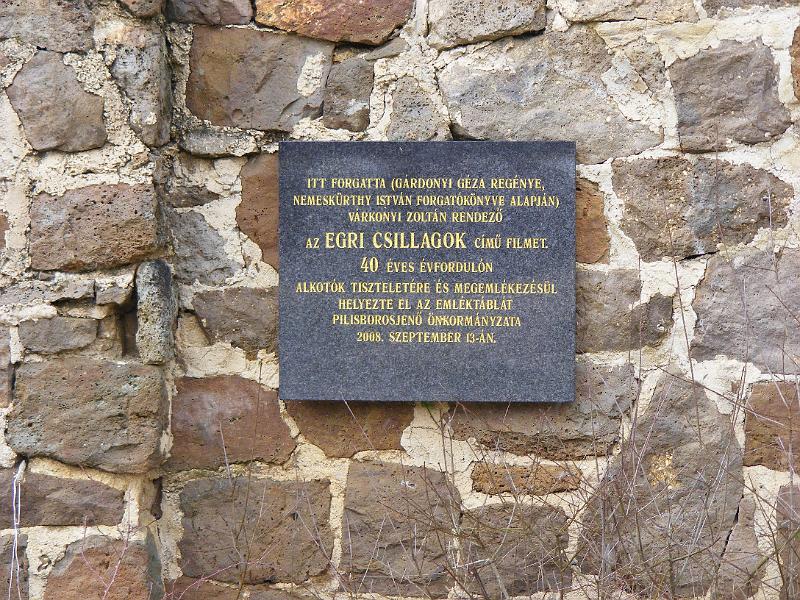 ITT FORGATTA (GÁRDONYI GÉZA REGÉNYE,
NEMESKÜRTHY ISTVÁN FORGATÓKÖNYVE ALAPJÁN)
VÁRKONYI ZOLTÁN RENDEZŐ
AZ EGRI CSILLAGOK CÍMŰ FILMET.
40 ÉVES ÉVFORDULÓN
ALKOTÓK TISZTELETÉRE ÉS MEGEMLÉKEZÉSÜL
HELYEZTE EL AZ EMLÉKTÁBLÁT
PILISBOROSJENŐ ÖNKORMÁNYZATA
2008. SZEPTEMBER 13-ÁN.